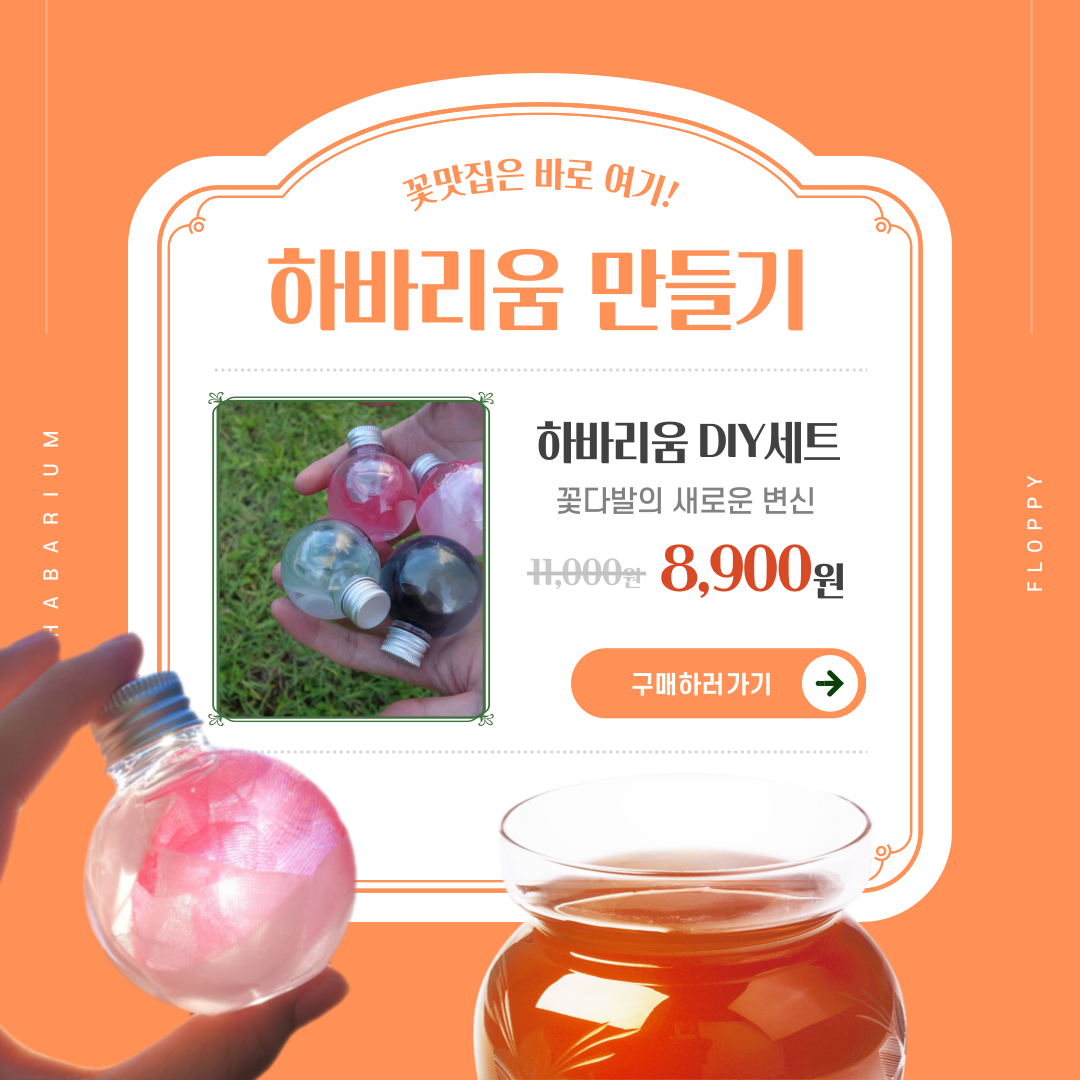 꽃맛집은 바로 여기!
하바리움 만들기
하바리움 DIY세트
꽃다발의 새로운 변신
11,000원 8,900원
구매하러가기
HABARIUM
FLOPPY